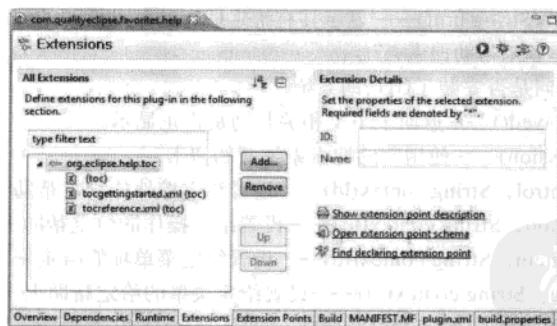 com.qualityeclipse.favorites.help
Extensions
All Extensions
Define extensions for this plug-in in the following
section.
type filter text
org.eclipse.help.toc
(toc)
tocgettingstarted.xml (toc)
tocreference.xml (toc)
Add...
Remove
Up
Down
Extension Details
Set the properties of the selected extension.
Required fields are denoted by "*".
ID:
Name:
Show extension point description
Open extension point schema
Find declaring extension point
Overview Dependencies Runtime Extensions Extension Points Build MANIFEST.MF plugin.xml build.properties